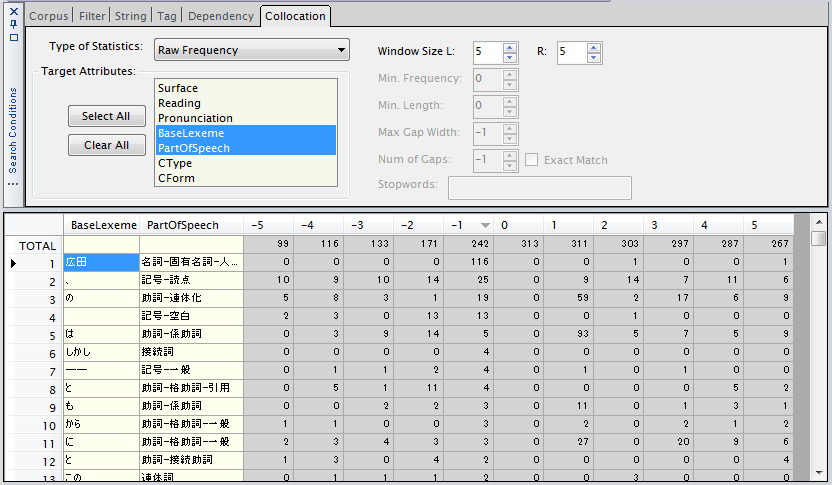 Corpus Filter String Tag Dependency Collocation
Type of Statistics: Raw Frequency Window Size L: 5 R: 5
Target Attributes: Min. Frequency: 0
Surface
Reading
Select All Pronunciation Min. Length: 0
BaseLexeme Max Gap Width: -1
Clear All PartOfSpeech
CType Num of Gaps: -1 Exact Match
CForm
Stopwords:
Search Conditions
BaseLexeme PartOfSpeech -5 -4 -3 -2 -1 0 1 2 3 4 5
TOTAL 99 116 133 171 242 313 311 303 297 287 267
1 広田 名詞-固有名詞-人... 0 0 0 0 116 0 0 1 0 0 1
2 、 記号-読点 10 9 10 14 25 0 9 14 7 11 6
3 の 助詞-連体化 5 8 3 1 19 0 59 2 17 6 9
4 記号-空白 2 3 0 13 13 0 0 1 0 0 0
5 は 助詞-係助詞 0 3 9 14 5 0 93 5 7 5 9
6 しかし 接続詞 0 0 0 0 4 0 0 0 0 0 0
7 ―― 記号-一般 0 1 1 2 4 0 1 0 1 0 0
8 と 助詞-格助詞-引用 0 5 1 11 4 0 0 0 0 5 2
9 も 助詞-係助詞 0 0 2 2 3 0 11 0 1 3 1
10 から 助詞-格助詞-一般 1 1 0 0 3 0 2 0 2 1 2
11 に 助詞-格助詞-一般 2 3 4 3 3 0 27 0 20 9 6
12 と 助詞-接続助詞 1 3 0 4 2 0 0 0 0 0 4
13 この 連体詞 0 1 1 1 2 0 0 3 0 0 0